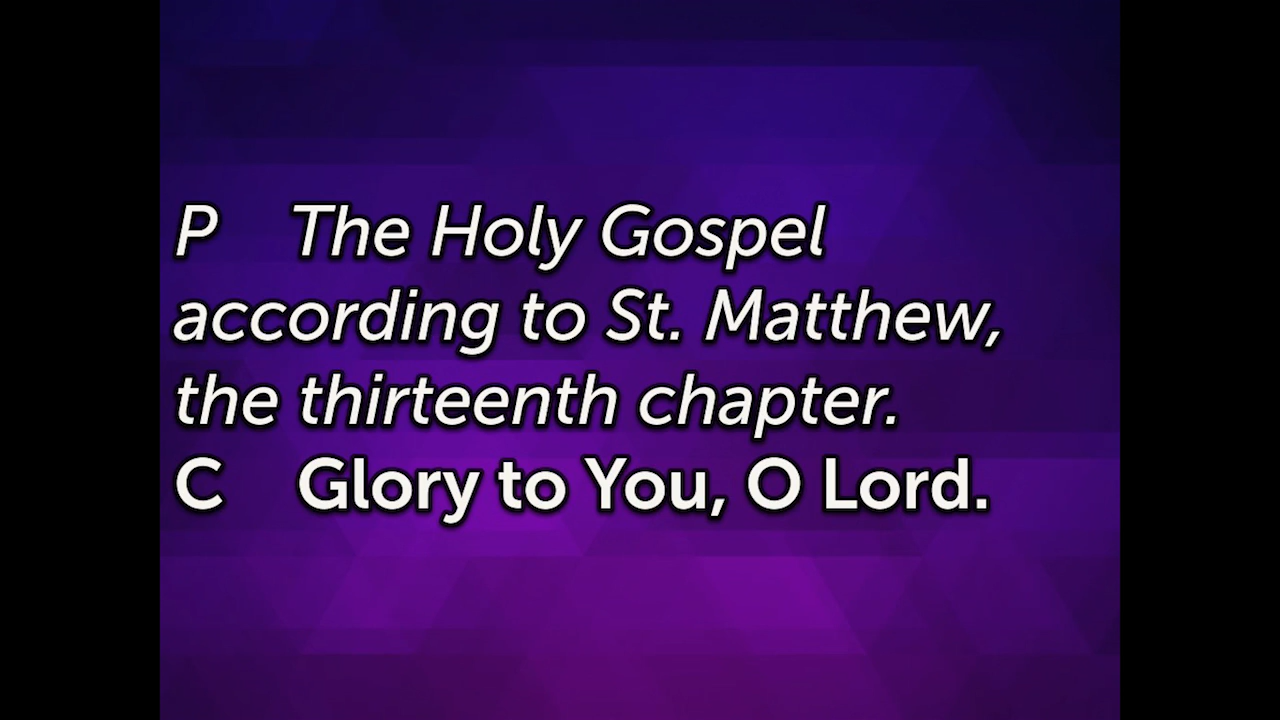 P The Holy Gospel
according to St. Matthew,
the thirteenth chapter.
C Glory to You, O Lord.